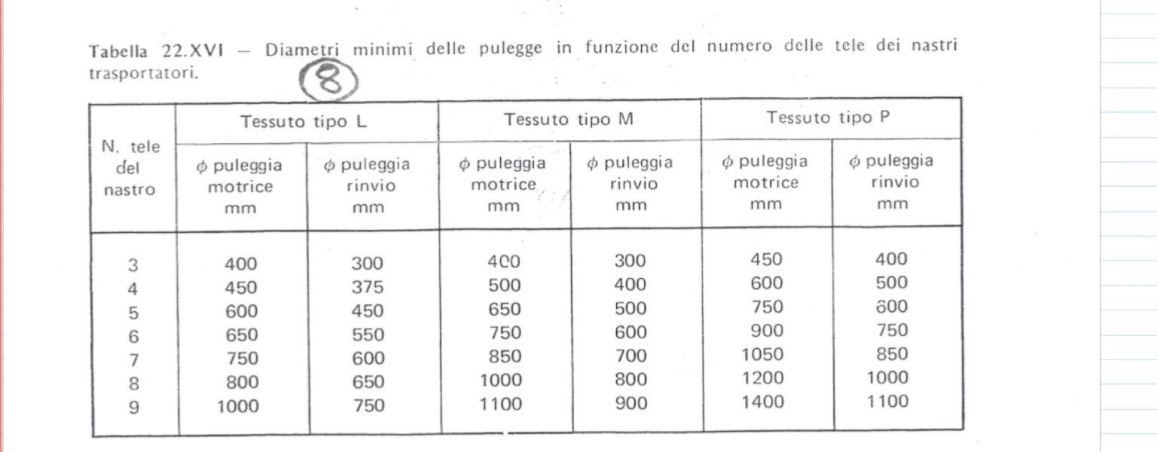 Tabella 22.XVI — Diametri minimi delle pulegge in funzione del numero delle tele dei nastri
trasportatori.
8
N. tele del nastro | Tessuto tipo L | Tessuto tipo M | Tessuto tipo P
ϕ puleggia motrice mm | ϕ puleggia rinvio mm | ϕ puleggia motrice mm | ϕ puleggia rinvio mm | ϕ puleggia motrice mm | ϕ puleggia rinvio mm
3 400 300 400 300 450 400
4 450 375 500 400 600 500
5 600 450 650 500 750 600
6 650 550 750 600 900 750
7 750 600 850 700 1050 850
8 800 650 1000 800 1200 1000
9 1000 750 1100 900 1400 1100